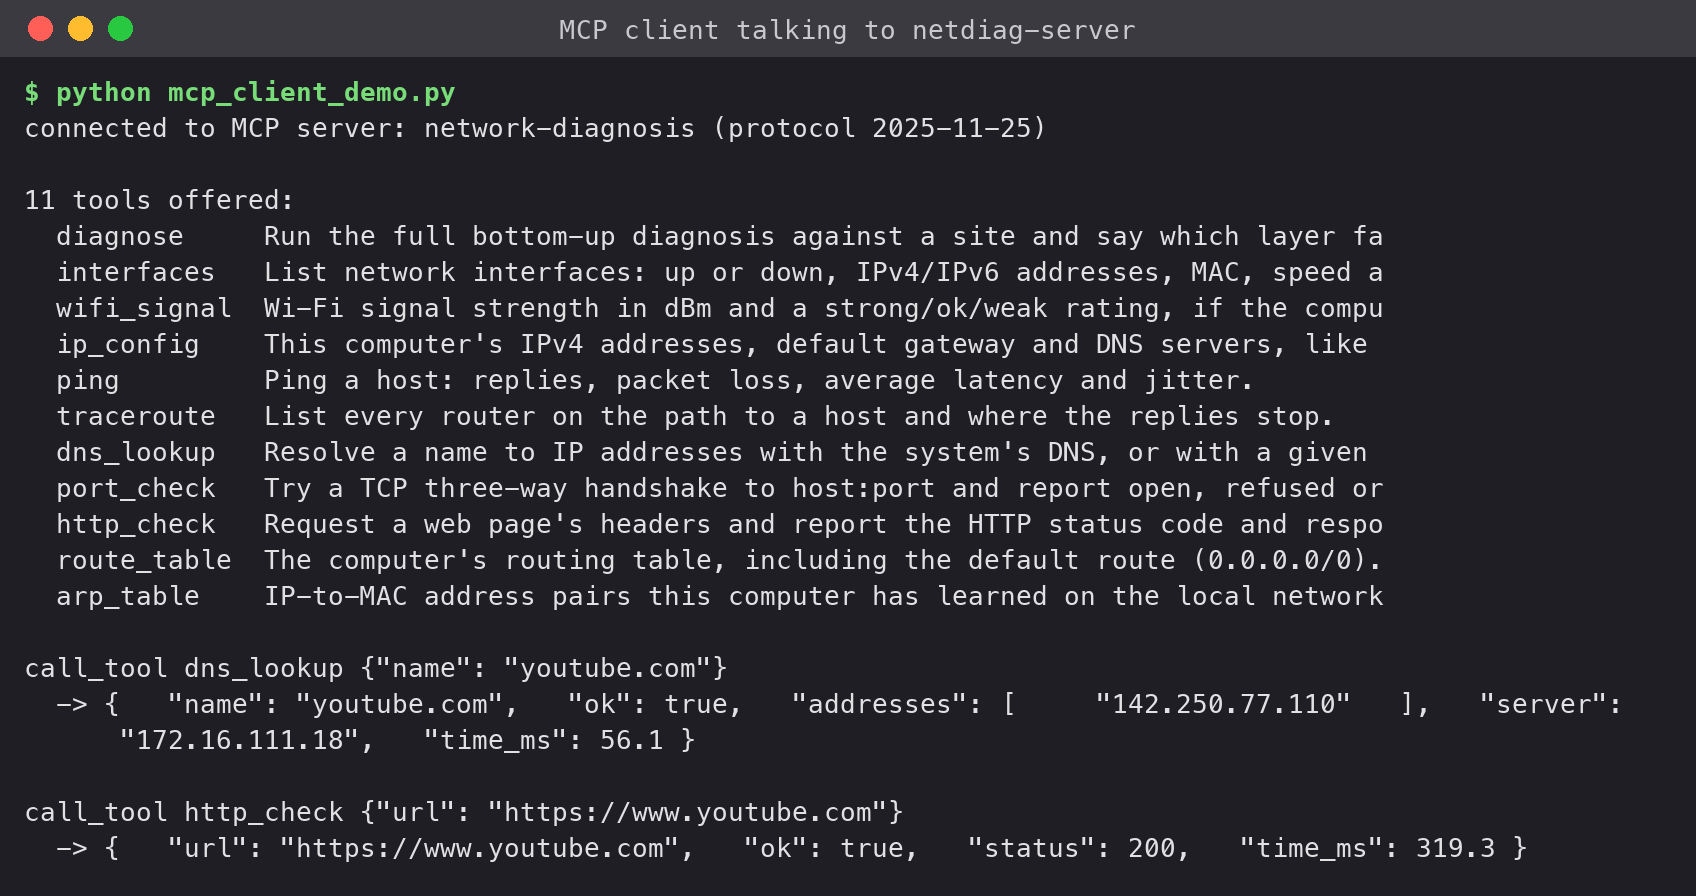 MCP client talking to netdiag-server
$ python mcp_client_demo.py
connected to MCP server: network-diagnosis (protocol 2025-11-25)
11 tools offered:
diagnose Run the full bottom-up diagnosis against a site and say which layer fa
interfaces List network interfaces: up or down, IPv4/IPv6 addresses, MAC, speed a
wifi_signal Wi-Fi signal strength in dBm and a strong/ok/weak rating, if the compu
ip_config This computer's IPv4 addresses, default gateway and DNS servers, like
ping Ping a host: replies, packet loss, average latency and jitter.
traceroute List every router on the path to a host and where the replies stop.
dns_lookup Resolve a name to IP addresses with the system's DNS, or with a given
port_check Try a TCP three-way handshake to host:port and report open, refused or
http_check Request a web page's headers and report the HTTP status code and respo
route_table The computer's routing table, including the default route (0.0.0.0/0).
arp_table IP-to-MAC address pairs this computer has learned on the local network
call_tool dns_lookup {"name": "youtube.com"}
-> { "name": "youtube.com", "ok": true, "addresses": [ "142.250.77.110" ], "server":
"172.16.111.18", "time_ms": 56.1 }
call_tool http_check {"url": "https://www.youtube.com"}
-> { "url": "https://www.youtube.com", "ok": true, "status": 200, "time_ms": 319.3 }